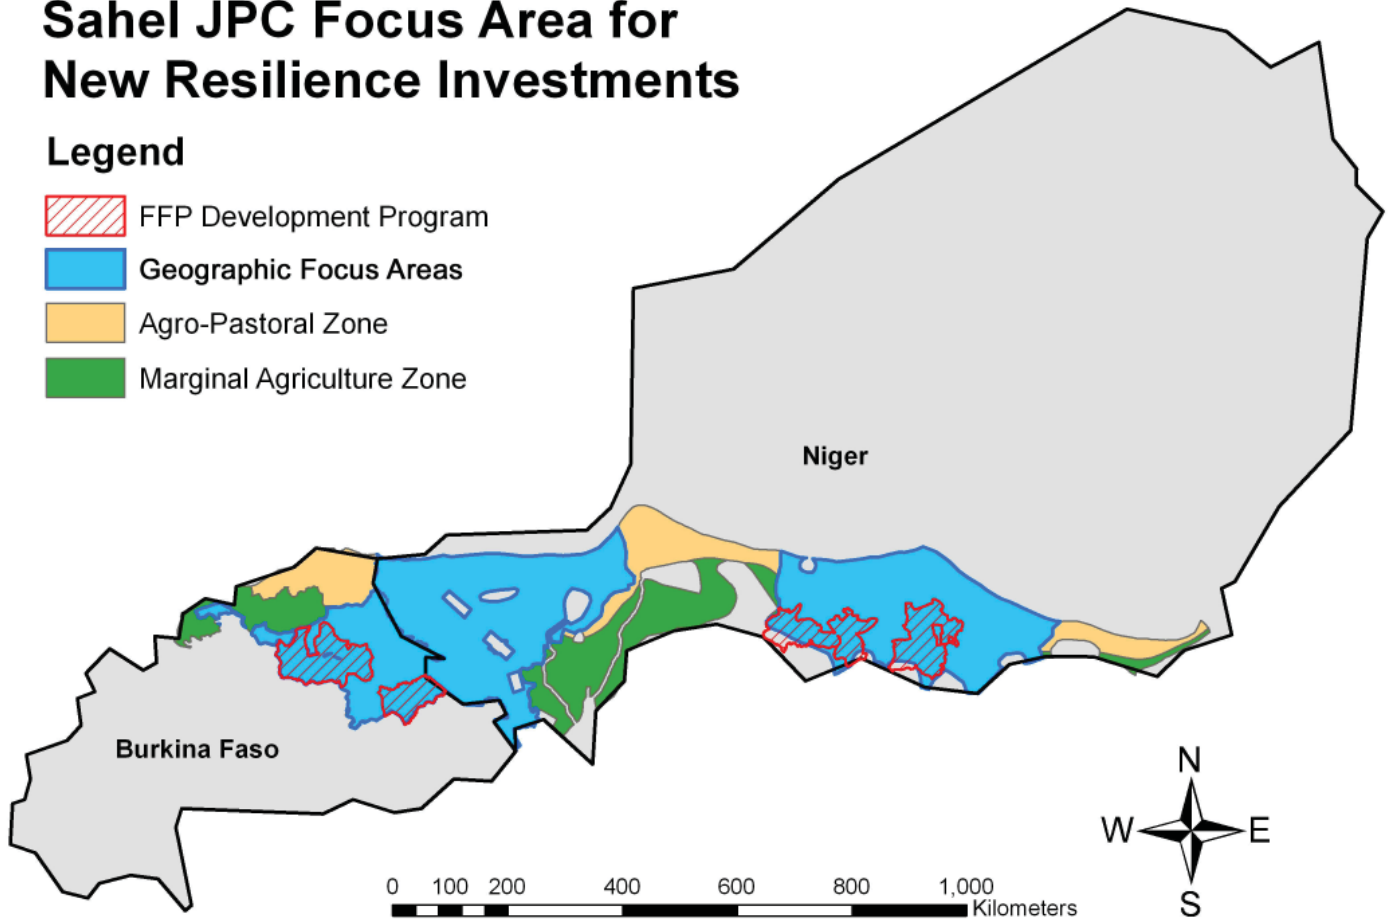 Sahel JPC Focus Area for
New Resilience Investments
Legend
FFP Development Program
Geographic Focus Areas
Agro-Pastoral Zone
Marginal Agriculture Zone
Niger
Burkina Faso
N
W E
S
0 100 200 400 600 800 1,000
Kilometers